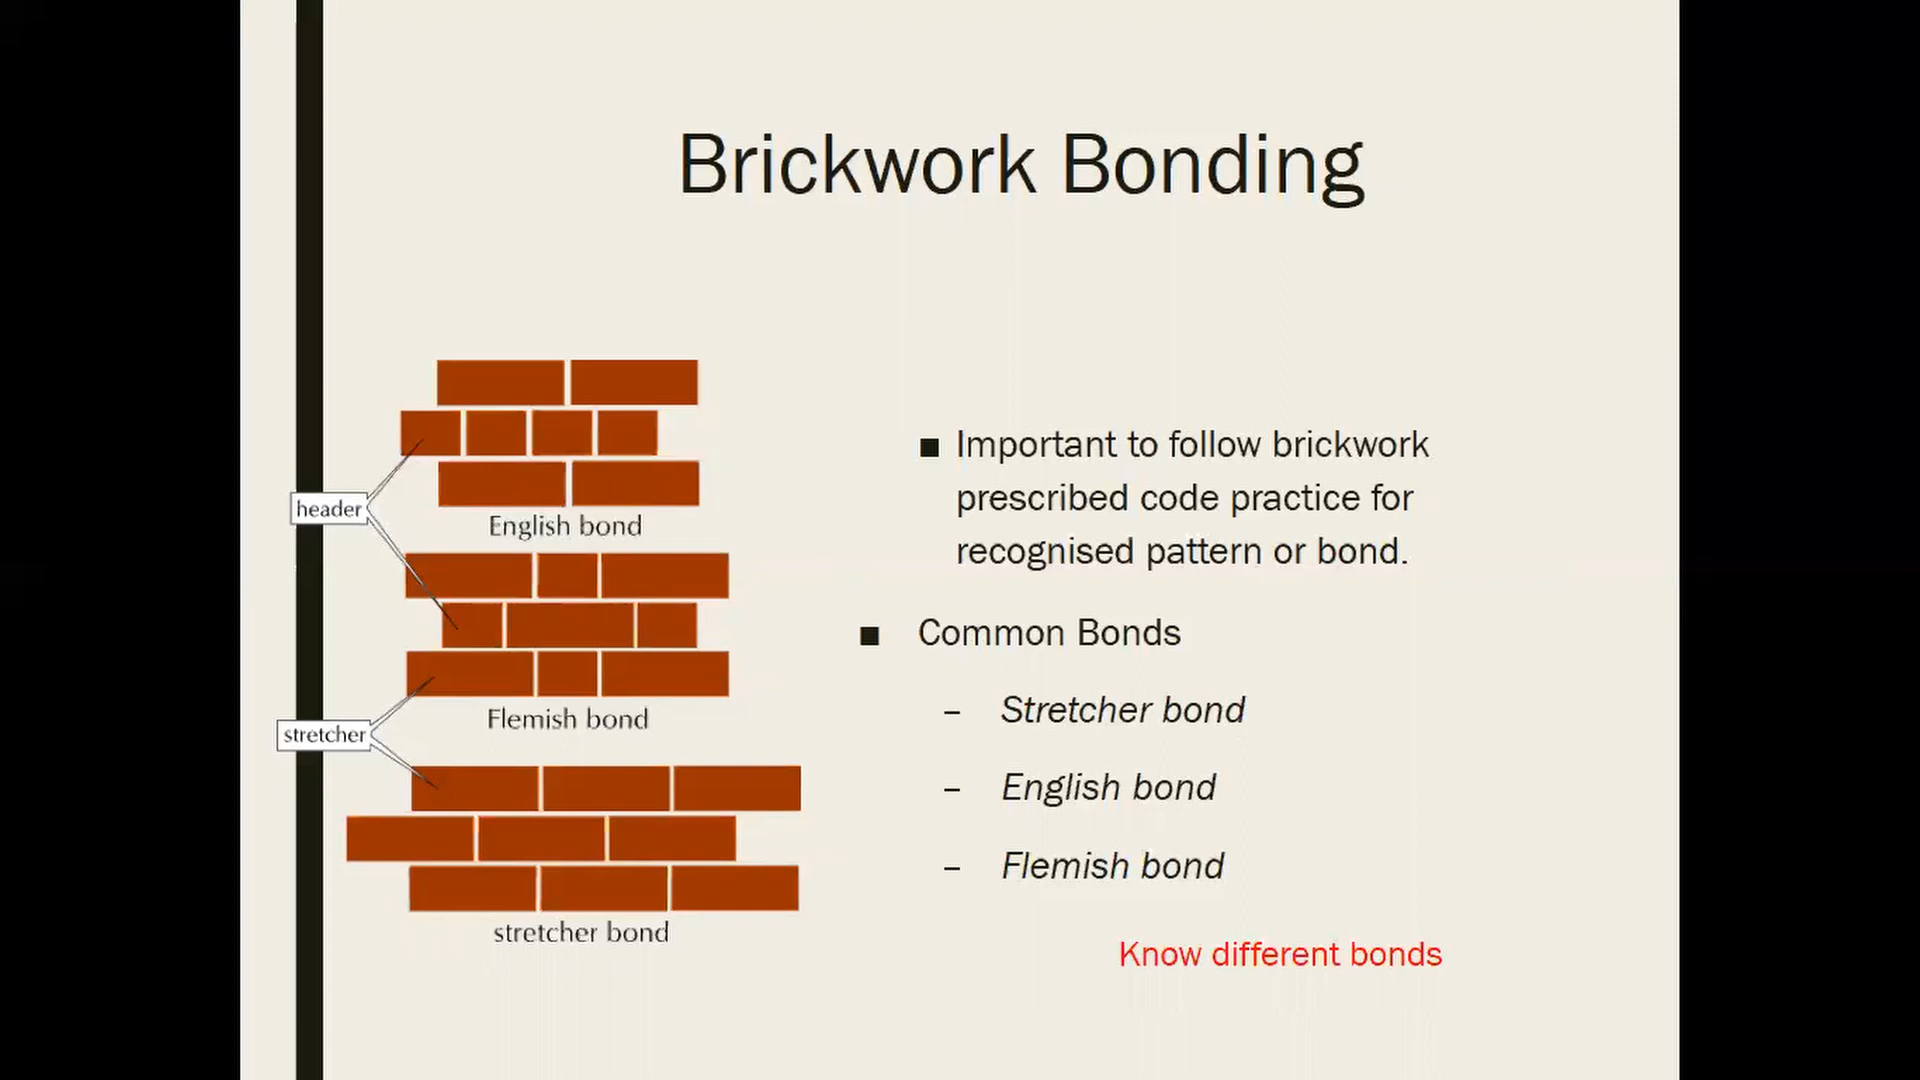 Brickwork Bonding
header
English bond
Flemish bond
stretcher
stretcher bond
■ Important to follow brickwork
prescribed code practice for
recognised pattern or bond.
■ Common Bonds
– Stretcher bond
– English bond
– Flemish bond
Know different bonds